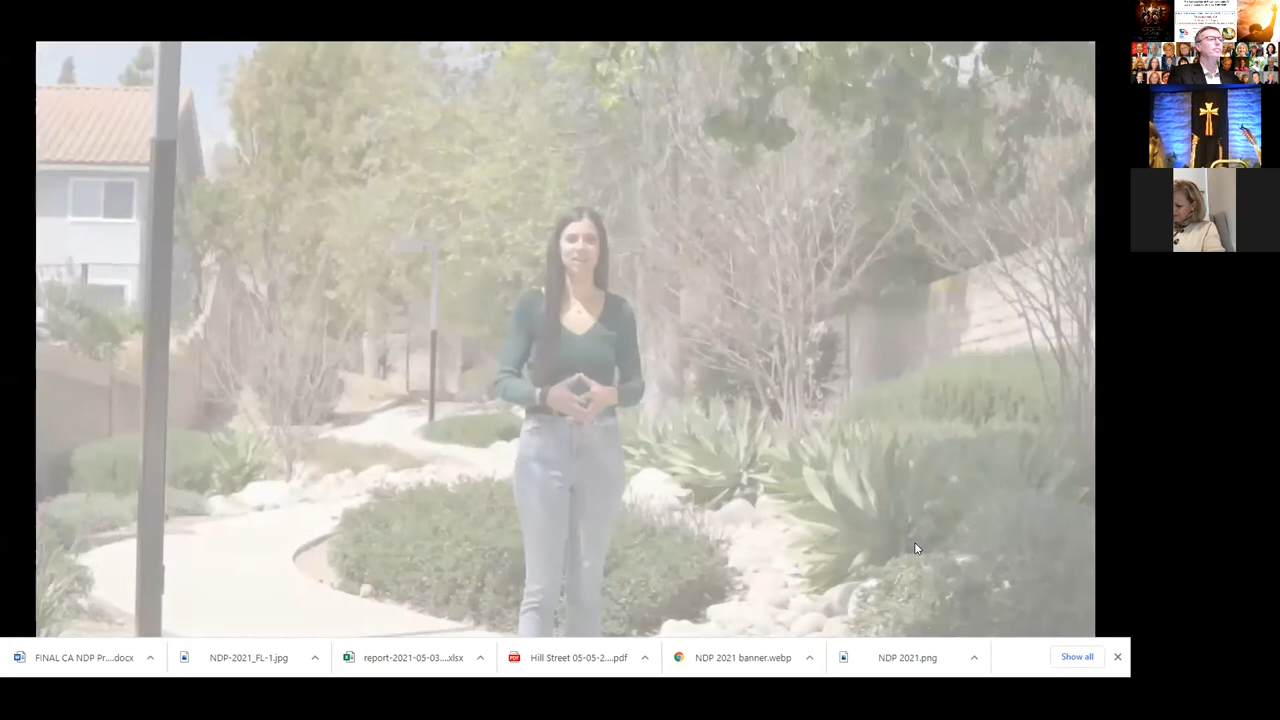 FINAL CA NDP Pr....docx
NDP-2021_FL-1.jpg
report-2021-05-03....xlsx
Hill Street 05-05-2....pdf
NDP 2021 banner.webp
NDP 2021.png
Show all